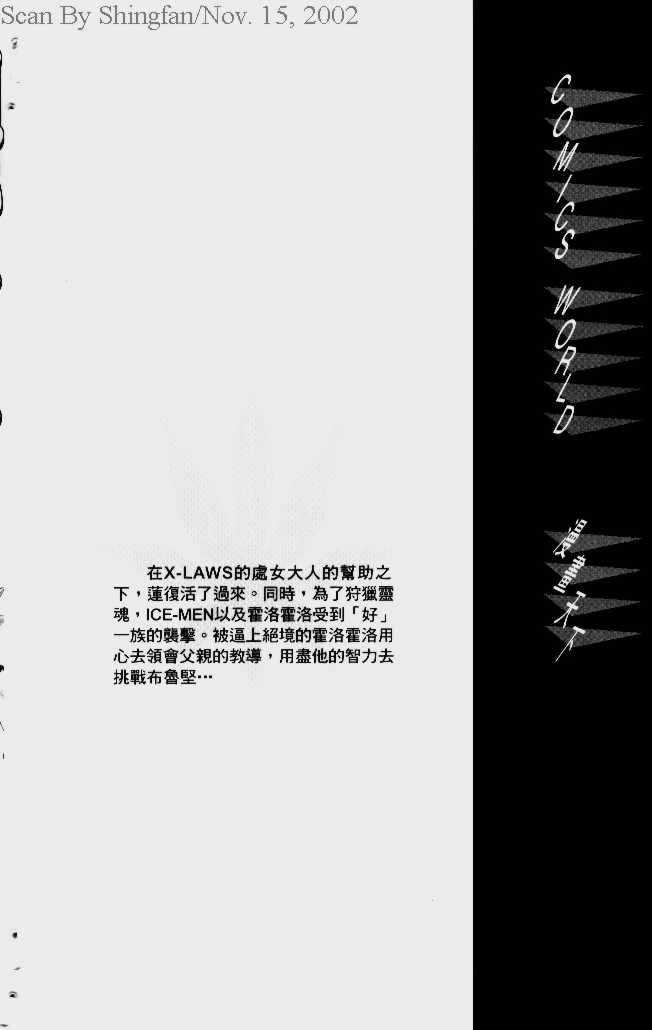 Scan By Shingfan/Nov. 15, 2002
COMICS WORLD
在X-LAWS的處女大人的幫助之
下，蓮復活了過來。同時，為了狩獵靈
魂，ICE-MEN以及霍洛霍洛受到「好」
一族的襲擊。被逼上絕境的霍洛霍洛用
心去領會父親的教導，用盡他的智力去
挑戰布魯堅…